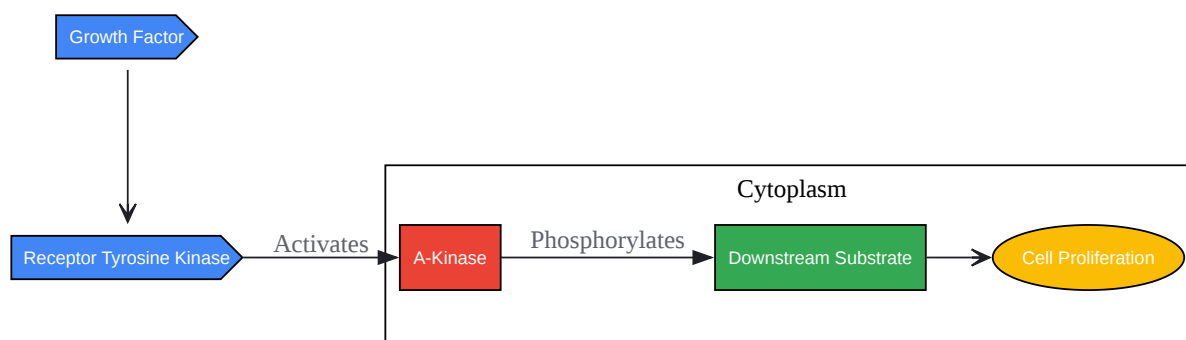 Growth Factor
Cytoplasm
Receptor Tyrosine Kinase
Activates
A-Kinase
Phosphorylates
Downstream Substrate
Cell Proliferation